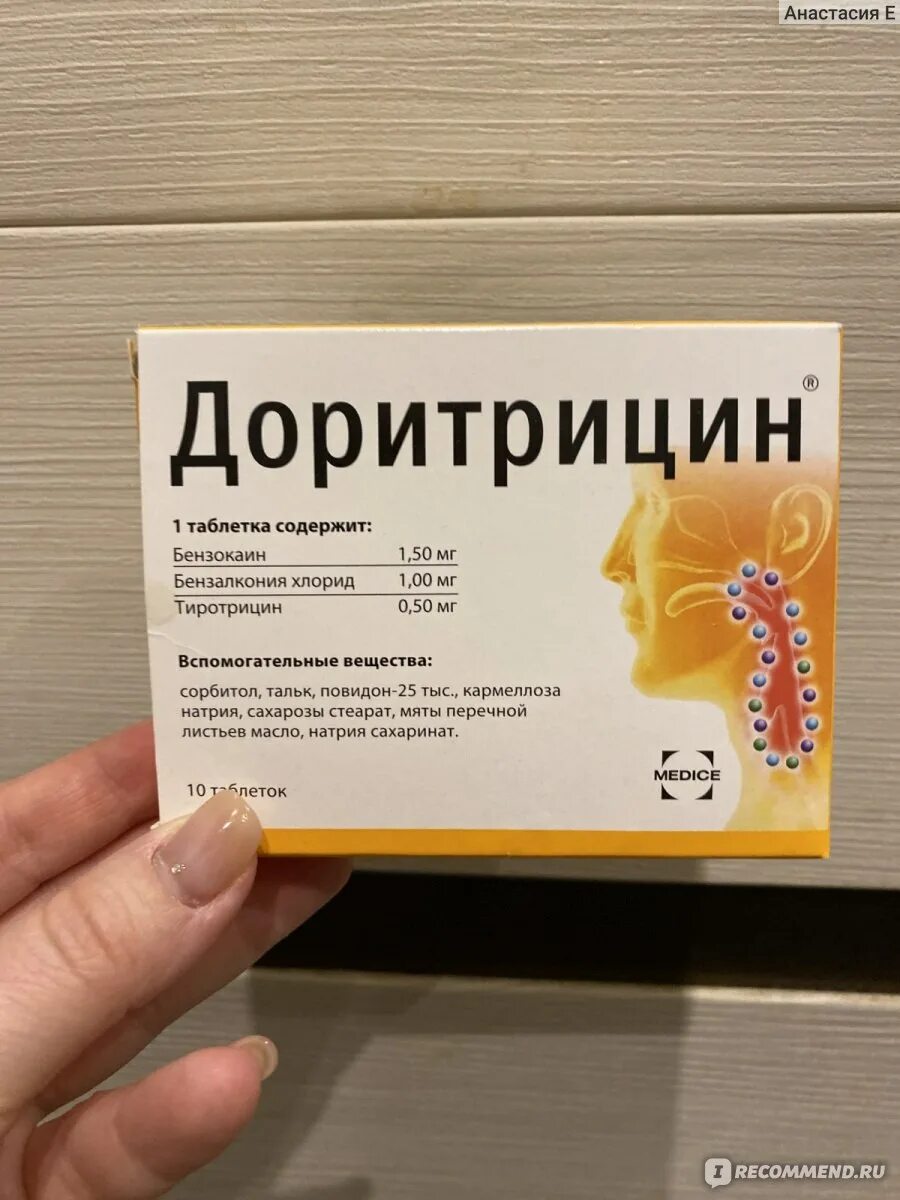 Анастасия Е
Доритрицин®
1 таблетка содержит:
Бензокаин 1,50 мг
Бензалкония хлорид 1,00 мг
Тиротрицин 0,50 мг
Вспомогательные вещества:
сорбитол, тальк, повидон-25 тыс., кармеллоза
натрия, сахарозы стеарат, мяты перечной
листьев масло, натрия сахаринат.
MEDICE
10 таблеток
IRECOMMEND.RU